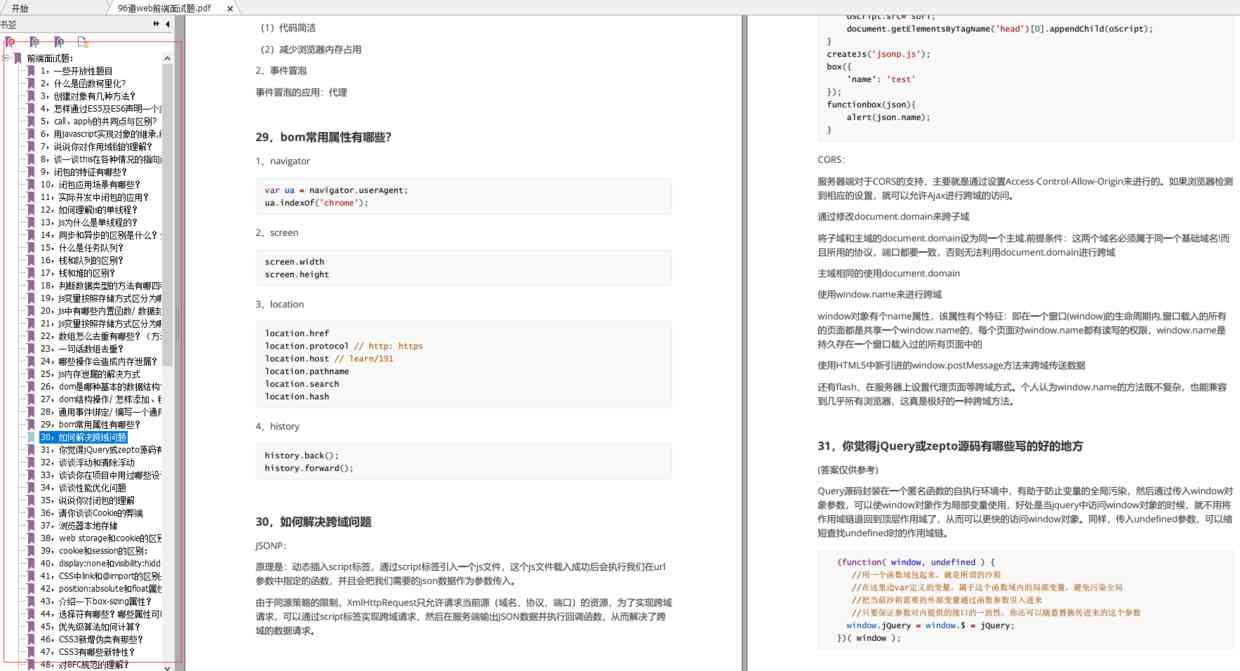 开始
96道web前端面试题.pdf
书签
前端面试题:
1，一些开放性题目
2，什么是函数柯里化?
3，创建对象有几种方法?
4，怎样通过ES5及ES6声明一个
5，call、apply的共同点与区别?
6，用Javascript实现对象的继承,
7，说说你对作用域链的理解?
8，谈一谈this在各种情况的指向
9，闭包的特征有哪些?
10，闭包应用场景有哪些?
11，实际开发中闭包的应用?
12，如何理解js的单线程?
13，js为什么是单线程的?
14，同步和异步的区别是什么?
15，什么是任务队列?
16，栈和队列的区别?
17，栈和堆的区别?
18，判断数据类型的方法有哪四
19，js变量按照存储方式区分为
20，js中有哪些内置函数/ 数据
21，js变量按照存储方式区分为
22，数组怎么去重有哪些? （方
23，一句话数组去重?
24，哪些操作会造成内存泄漏?
25，js内存泄漏的解决方式
26，dom是哪种基本的数据结构
27，dom结构操作/ 怎样添加、
28，通用事件绑定/ 编写一个通
29，bom常用属性有哪些?
30，如何解决跨域问题
31，你觉得jQuery或zepto源码有
32，谈谈浮动和清除浮动
33，谈谈你在项目中用过哪些设
34，谈谈性能优化问题
35，说说你对闭包的理解
36，请你谈谈Cookie的弊端
37，浏览器本地存储
38，web storage和cookie的区
39，cookie和session的区别:
40，display:none和visibility:hidd
41，CSS中link和@import的区别
42，position:absolute和float属
43，介绍一下box-sizing属性?
44，选择符有哪些? 哪些属性可
45，优先级算法如何计算?
46，CSS3新增伪类有那些?
47，CSS3有哪些新特性?
48，对BFC规范的理解?
（1）代码简洁
（2）减少浏览器内存占用
2、事件冒泡
事件冒泡的应用：代理
29，bom常用属性有哪些?
1、navigator
var ua = navigator.userAgent;
ua.indexOf('chrome');
2、screen
screen.width
screen.height
3、location
location.href
location.protocol // http: https
location.host // learn/191
location.pathname
location.search
location.hash
4、history
history.back();
history.forward();
30，如何解决跨域问题
JSONP：
原理是：动态插入script标签，通过script标签引入一个js文件，这个js文件载入成功后会执行我们在url
参数中指定的函数，并且会把我们需要的json数据作为参数传入。
由于同源策略的限制，XmlHttpRequest只允许请求当前源（域名、协议、端口）的资源，为了实现跨域
请求，可以通过script标签实现跨域请求，然后在服务端输出JSON数据并执行回调函数，从而解决了跨
域的数据请求。
oScript.src= surl;
document.getElementsByTagName('head')[0].appendChild(oScript);
}
createJs('jsonp.js');
box({
'name': 'test'
});
functionbox(json){
alert(json.name);
}
CORS：
服务器端对于CORS的支持，主要就是通过设置Access-Control-Allow-Origin来进行的。如果浏览器检测
到相应的设置，就可以允许Ajax进行跨域的访问。
通过修改document.domain来跨子域
将子域和主域的document.domain设为同一个主域.前提条件：这两个域名必须属于同一个基础域名!而
且所用的协议，端口都要一致，否则无法利用document.domain进行跨域
主域相同的使用document.domain
使用window.name来进行跨域
window对象有个name属性，该属性有个特征：即在一个窗口(window)的生命周期内,窗口载入的所有
的页面都是共享一个window.name的，每个页面对window.name都有读写的权限，window.name是
持久存在一个窗口载入过的所有页面中的
使用HTML5中新引进的window.postMessage方法来跨域传送数据
还有flash、在服务器上设置代理页面等跨域方式。个人认为window.name的方法既不复杂，也能兼容
到几乎所有浏览器，这真是极好的一种跨域方法。
31，你觉得jQuery或zepto源码有哪些写的好的地方
(答案仅供参考)
Query源码封装在一个匿名函数的自执行环境中，有助于防止变量的全局污染，然后通过传入window对
象参数，可以使window对象作为局部变量使用，好处是当jquery中访问window对象的时候，就不用将
作用域链退回到顶层作用域了，从而可以更快的访问window对象。同样，传入undefined参数，可以缩
短查找undefined时的作用域链。
(function( window, undefined ) {
//用一个函数域包起来，就是所谓的沙箱
//在这里边var定义的变量，属于这个函数域内的局部变量，避免污染全局
//把当前沙箱需要的外部变量通过函数参数引入进来
//只要保证参数对内提供的接口的一致性，你还可以随意替换传进来的这个参数
window.jQuery = window.$ = jQuery;
})( window );